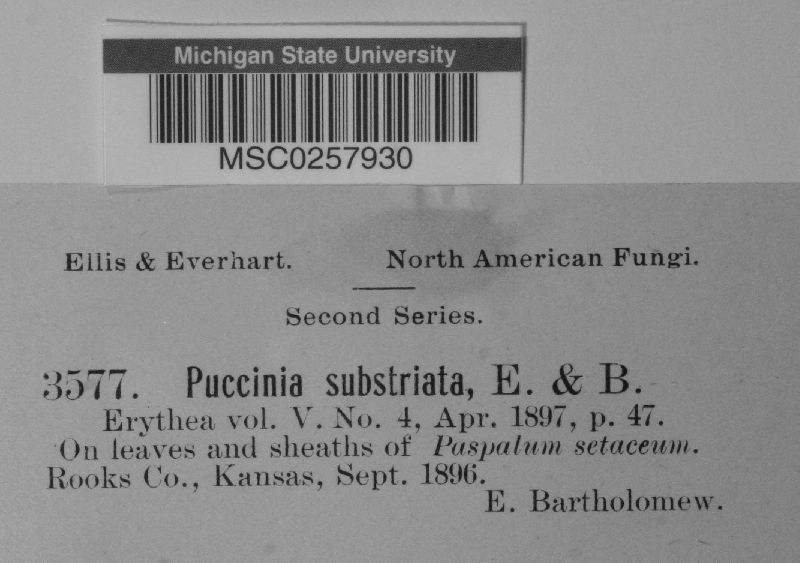 Michigan State University
MSC0257930
Ellis & Everhart. North American Fungi.
Second Series.
3577. Puccinia substriata, E. & B.
Erythea vol. V. No. 4, Apr. 1897, p. 47.
On leaves and sheaths of Paspalum setaceum.
Rooks Co., Kansas, Sept. 1896.
E. Bartholomew.